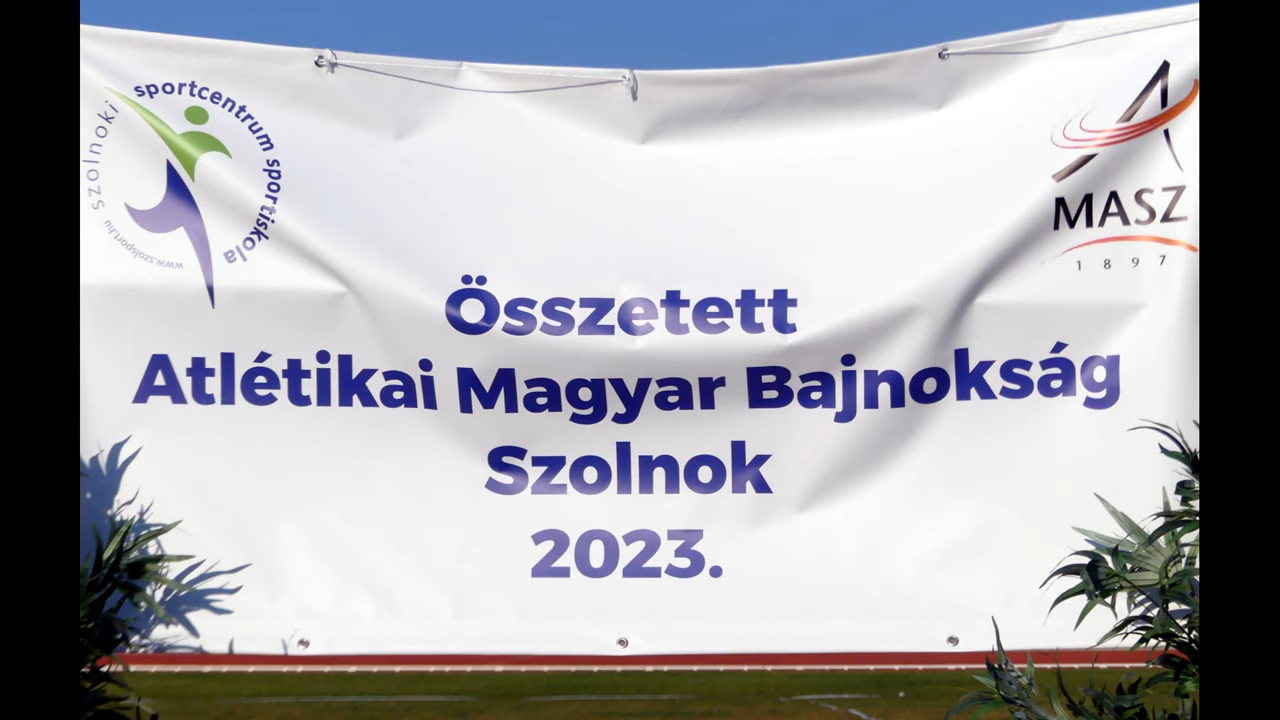 Szolnoki sportcentrum sportiskola
www.szolsport.hu
MASZ
1897
Összetett
Atlétikai Magyar Bajnokság
Szolnok
2023.